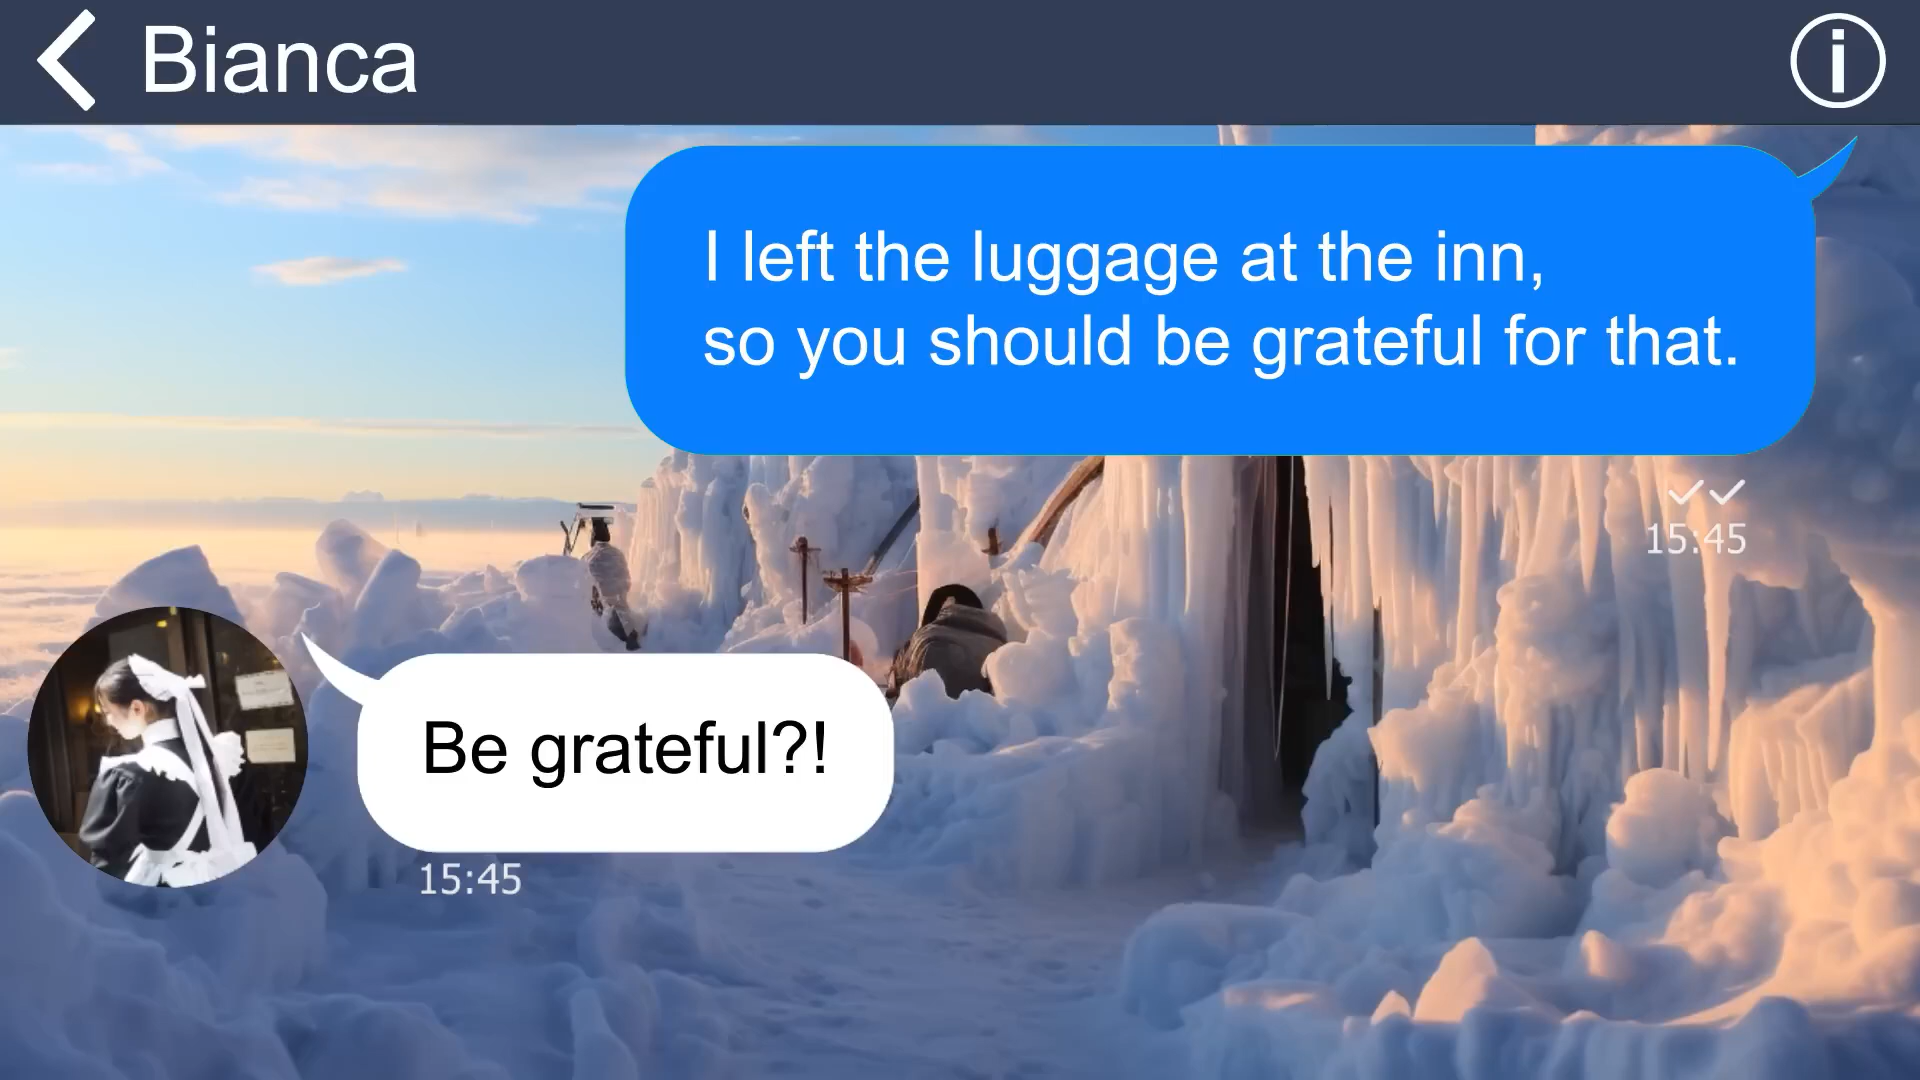 Bianca
I left the luggage at the inn,
so you should be grateful for that.
15:45
Be grateful?!
15:45